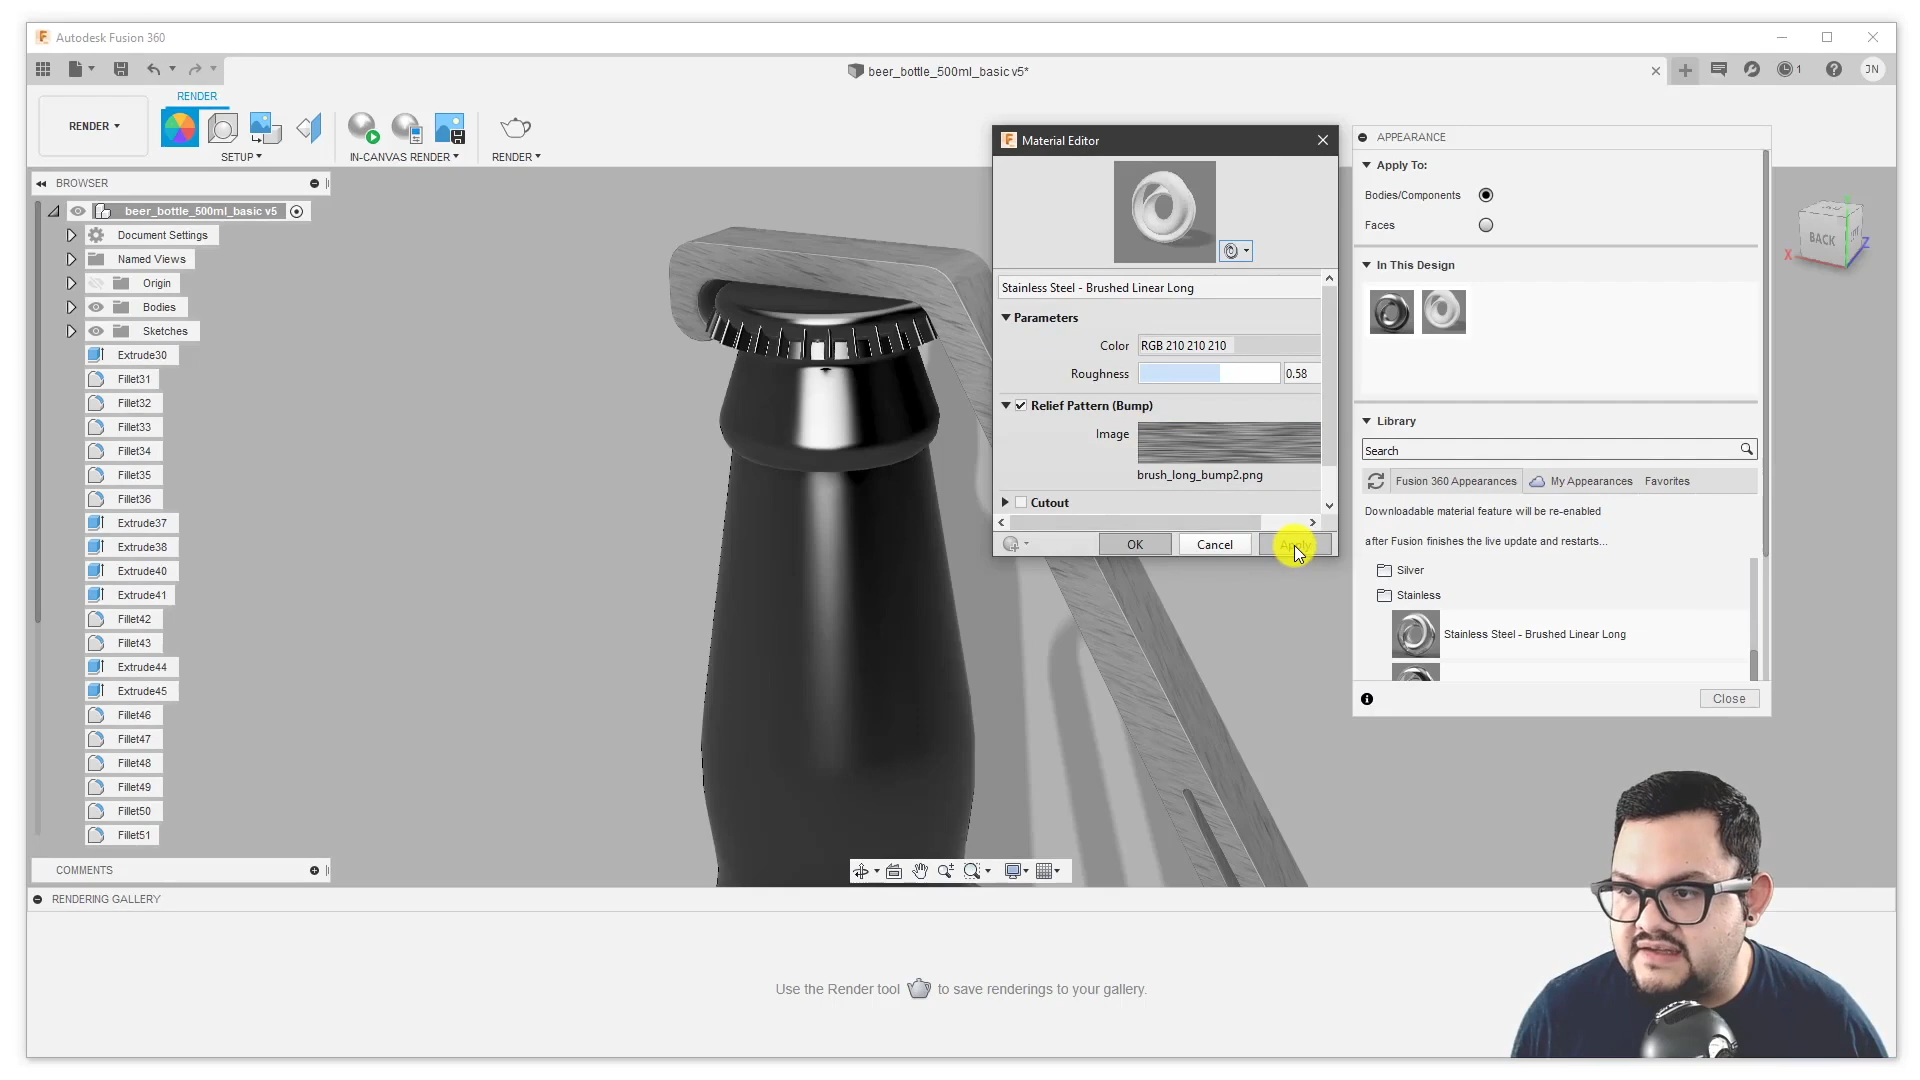 Autodesk Fusion 360
beer_bottle_500ml_basic v5*
1
JN
RENDER
RENDER
SETUP
IN-CANVAS RENDER
RENDER
BROWSER
beer_bottle_500ml_basic v5
Document Settings
Named Views
Origin
Bodies
Sketches
Extrude30
Fillet31
Fillet32
Fillet33
Fillet34
Fillet35
Fillet36
Extrude37
Extrude38
Extrude40
Extrude41
Fillet42
Fillet43
Extrude44
Extrude45
Fillet46
Fillet47
Fillet48
Fillet49
Fillet50
Fillet51
COMMENTS
RENDERING GALLERY
Use the Render tool to save renderings to your gallery.
Material Editor
Stainless Steel - Brushed Linear Long
Parameters
Color RGB 210 210 210
Roughness 0.58
Relief Pattern (Bump)
Image
brush_long_bump2.png
Cutout
OK Cancel Apply
APPEARANCE
Apply To:
Bodies/Components
Faces
In This Design
Library
Search
Fusion 360 Appearances My Appearances Favorites
Downloadable material feature will be re-enabled
after Fusion finishes the live update and restarts...
Silver
Stainless
Stainless Steel - Brushed Linear Long
Close
BACK
X
Z